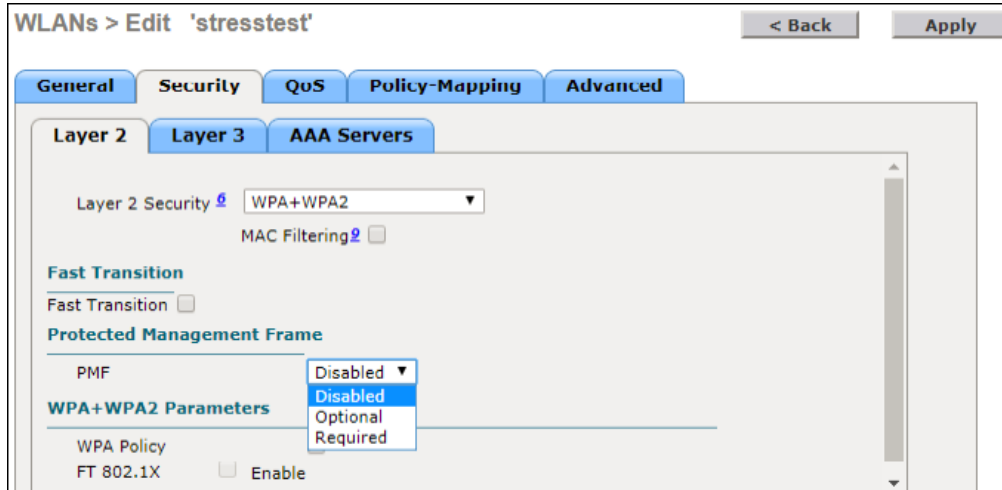 WLANs > Edit 'stresstest'
< Back
Apply
General Security QoS Policy-Mapping Advanced
Layer 2 Layer 3 AAA Servers
Layer 2 Security 6 WPA+WPA2
MAC Filtering 9
Fast Transition
Fast Transition
Protected Management Frame
PMF Disabled
Disabled
WPA+WPA2 Parameters
Optional
Required
WPA Policy
FT 802.1X Enable